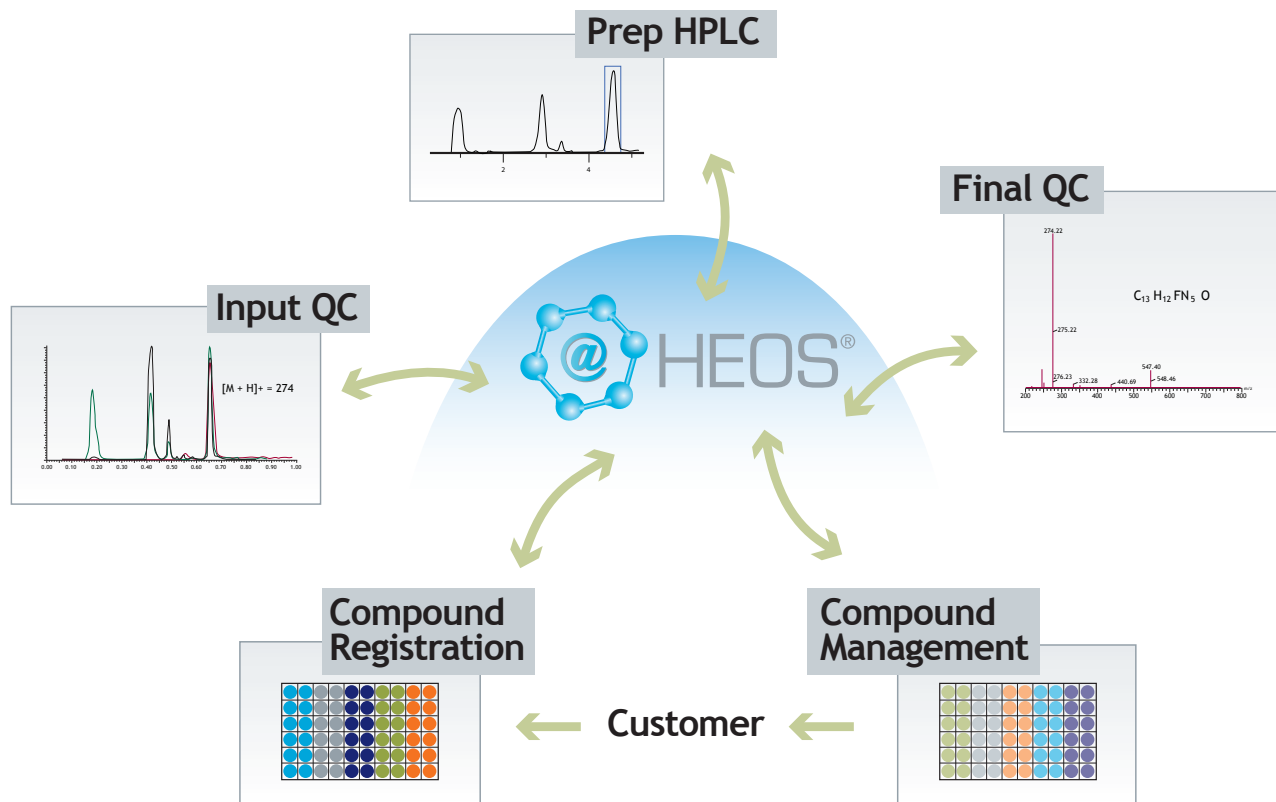 Prep HPLC
2 4
Final QC
274.22
C13 H12 FN5 O
275.22
276.23
332.28
440.69
547.40
548.46
200 300 400 500 600 700 800 m/z
Input QC
[M + H]+ = 274
0.00 0.10 0.20 0.30 0.40 0.50 0.60 0.70 0.80 0.90 1.00
@ HEOS®
Compound
Registration
Compound
Management
Customer